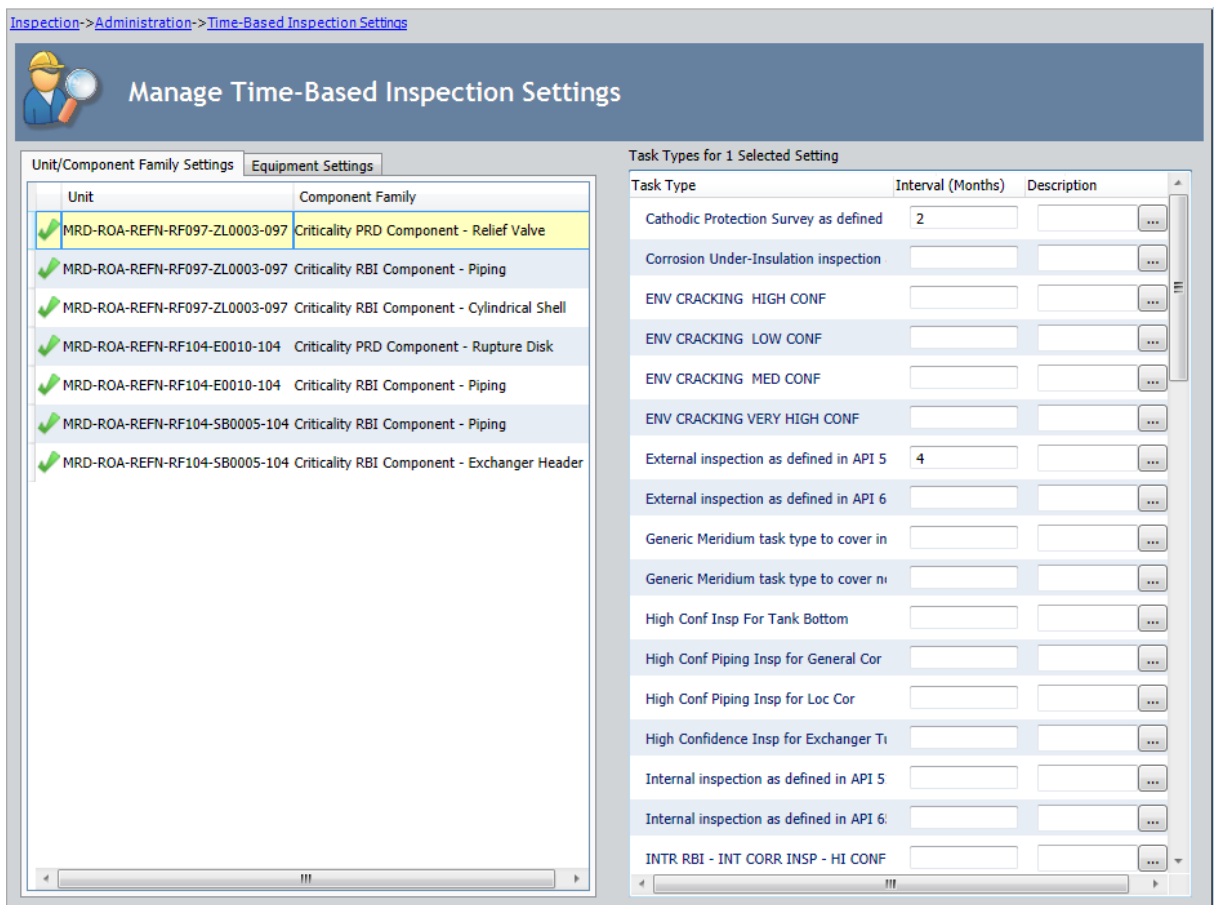 Inspection->Administration->Time-Based Inspection Settings
Manage Time-Based Inspection Settings
Unit/Component Family Settings Equipment Settings
Unit Component Family
MRD-ROA-REFN-RF097-ZL0003-097 Criticality PRD Component - Relief Valve
MRD-ROA-REFN-RF097-ZL0003-097 Criticality RBI Component - Piping
MRD-ROA-REFN-RF097-ZL0003-097 Criticality RBI Component - Cylindrical Shell
MRD-ROA-REFN-RF104-E0010-104 Criticality PRD Component - Rupture Disk
MRD-ROA-REFN-RF104-E0010-104 Criticality RBI Component - Piping
MRD-ROA-REFN-RF104-SB0005-104 Criticality RBI Component - Piping
MRD-ROA-REFN-RF104-SB0005-104 Criticality RBI Component - Exchanger Header
Task Types for 1 Selected Setting
Task Type Interval (Months) Description
Cathodic Protection Survey as defined 2 ...
Corrosion Under-Insulation inspection ...
ENV CRACKING HIGH CONF ...
ENV CRACKING LOW CONF ...
ENV CRACKING MED CONF ...
ENV CRACKING VERY HIGH CONF ...
External inspection as defined in API 5 4 ...
External inspection as defined in API 6 ...
Generic Meridium task type to cover in ...
Generic Meridium task type to cover ...
High Conf Insp For Tank Bottom ...
High Conf Piping Insp for General Cor ...
High Conf Piping Insp for Loc Cor ...
High Confidence Insp for Exchanger ...
Internal inspection as defined in API 5 ...
Internal inspection as defined in API ...
INTR RBI - INT CORR INSP - HI CONF ...